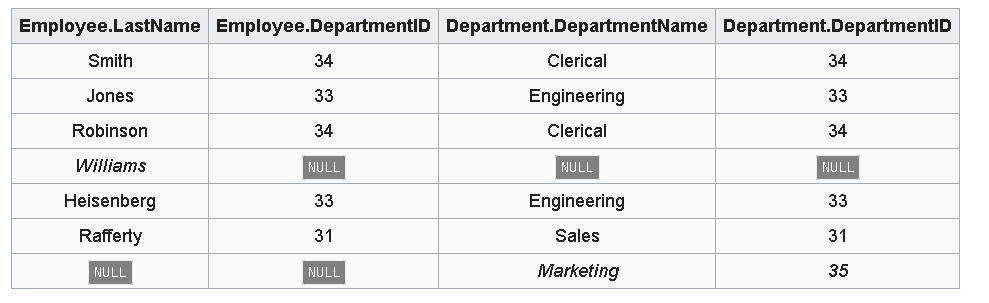 Employee.LastName Employee.DepartmentID Department.DepartmentName Department.DepartmentID
Smith 34 Clerical 34
Jones 33 Engineering 33
Robinson 34 Clerical 34
Williams NULL NULL NULL
Heisenberg 33 Engineering 33
Rafferty 31 Sales 31
NULL NULL Marketing 35